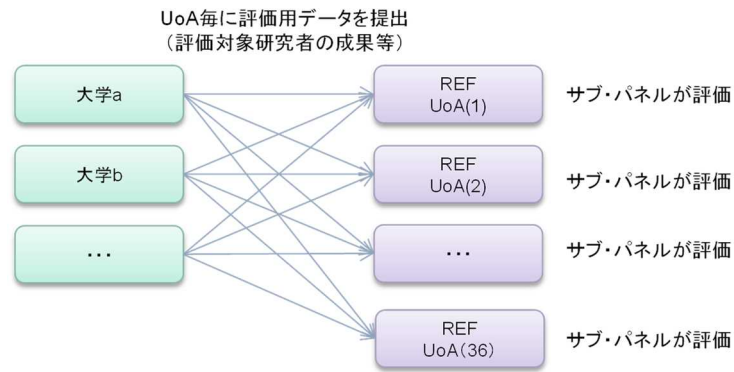 UoA毎に評価用データを提出
（評価対象研究者の成果等）
大学a
REF
UoA(1)
サブ・パネルが評価
大学b
REF
UoA(2)
サブ・パネルが評価
・・・
・・・
サブ・パネルが評価
REF
UoA（36）
サブ・パネルが評価